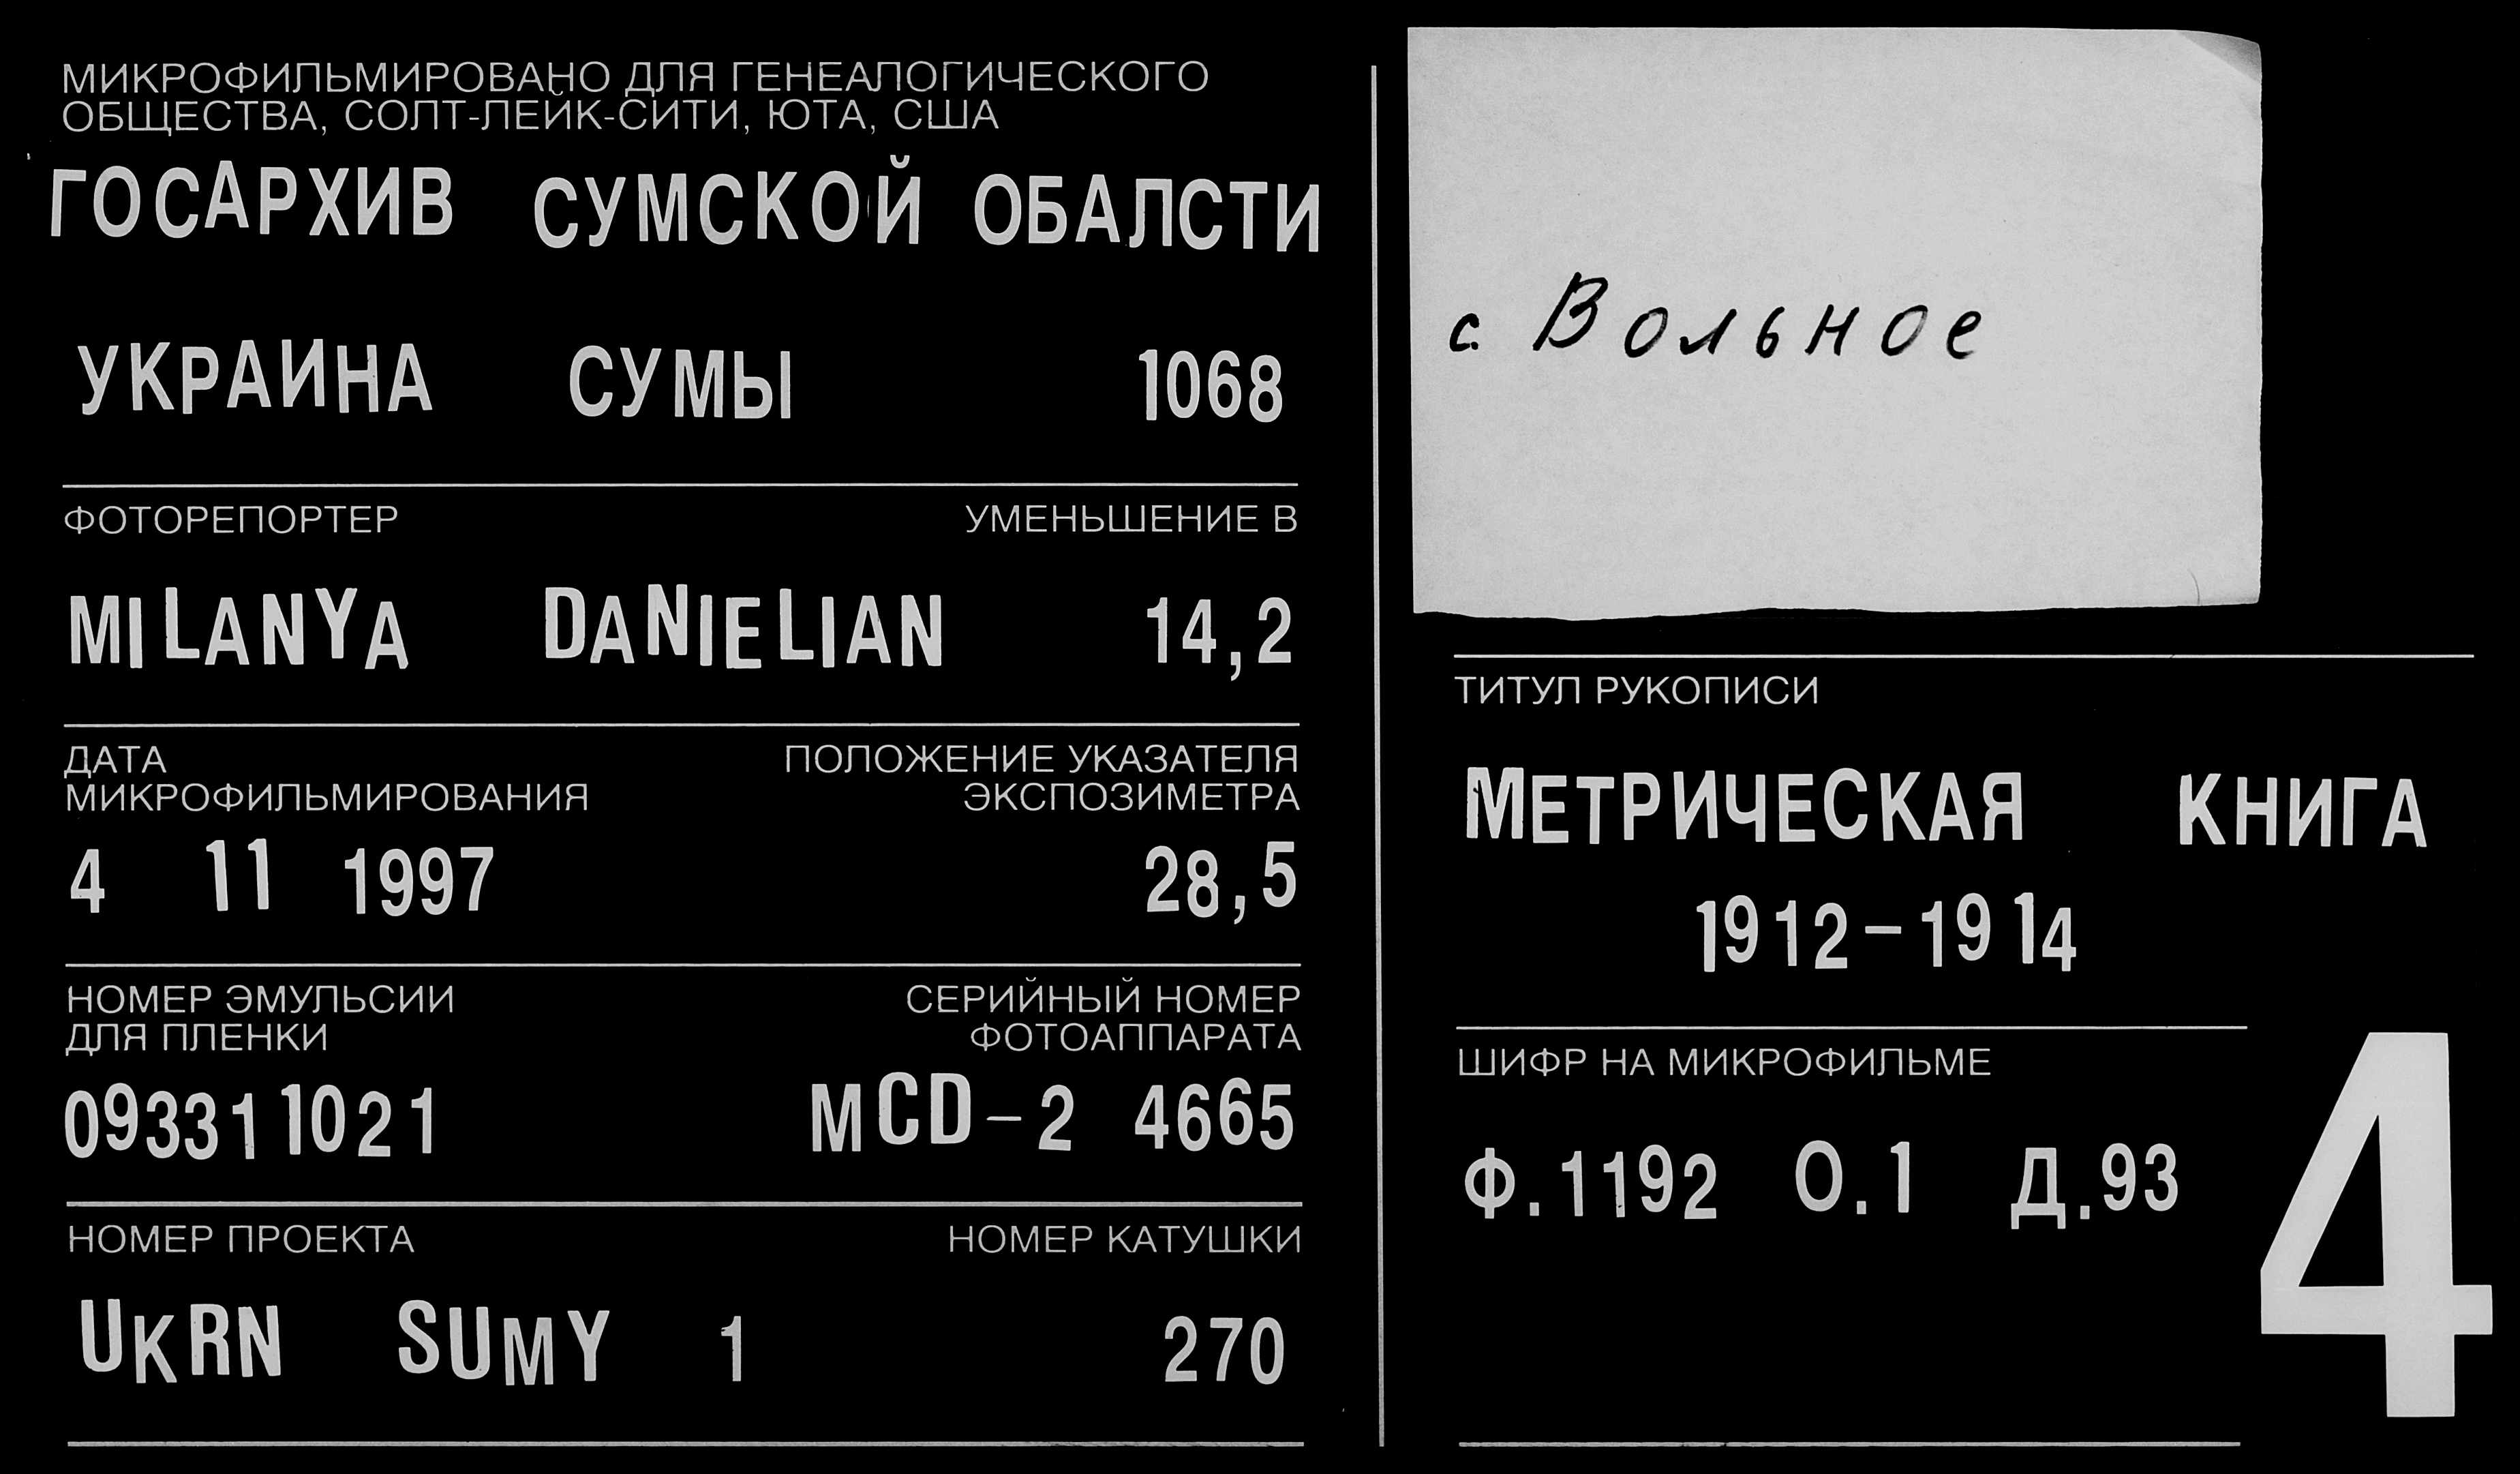 МИКРОФИЛЬМИРОВАНО ДЛЯ ГЕНЕАЛОГИЧЕСКОГО
ОБЩЕСТВА, СОЛТ-ЛЕЙК-СИТИ, ЮТА, США
ГОСАРХИВ СУМСКОЙ ОБАЛСТИ
УКРАИНА СУМЫ 1068
ФОТОРЕПОРТЕР УМЕНЬШЕНИЕ В
MILANYA DANIELIAN 14,2
ДАТА ПОЛОЖЕНИЕ УКАЗАТЕЛЯ
МИКРОФИЛЬМИРОВАНИЯ ЭКСПОЗИМЕТРА
4 11 1997 28,5
НОМЕР ЭМУЛЬСИИ СЕРИЙНЫЙ НОМЕР
ДЛЯ ПЛЕНКИ ФОТОАППАРАТА
093311021 MCD-2 4665
НОМЕР ПРОЕКТА НОМЕР КАТУШКИ
UKRN SUMY 1 270
с. Вольное
ТИТУЛ РУКОПИСИ
МЕТРИЧЕСКАЯ КНИГА
1912-1914
ШИФР НА МИКРОФИЛЬМЕ
Ф.1192 О.1 Д.93
4